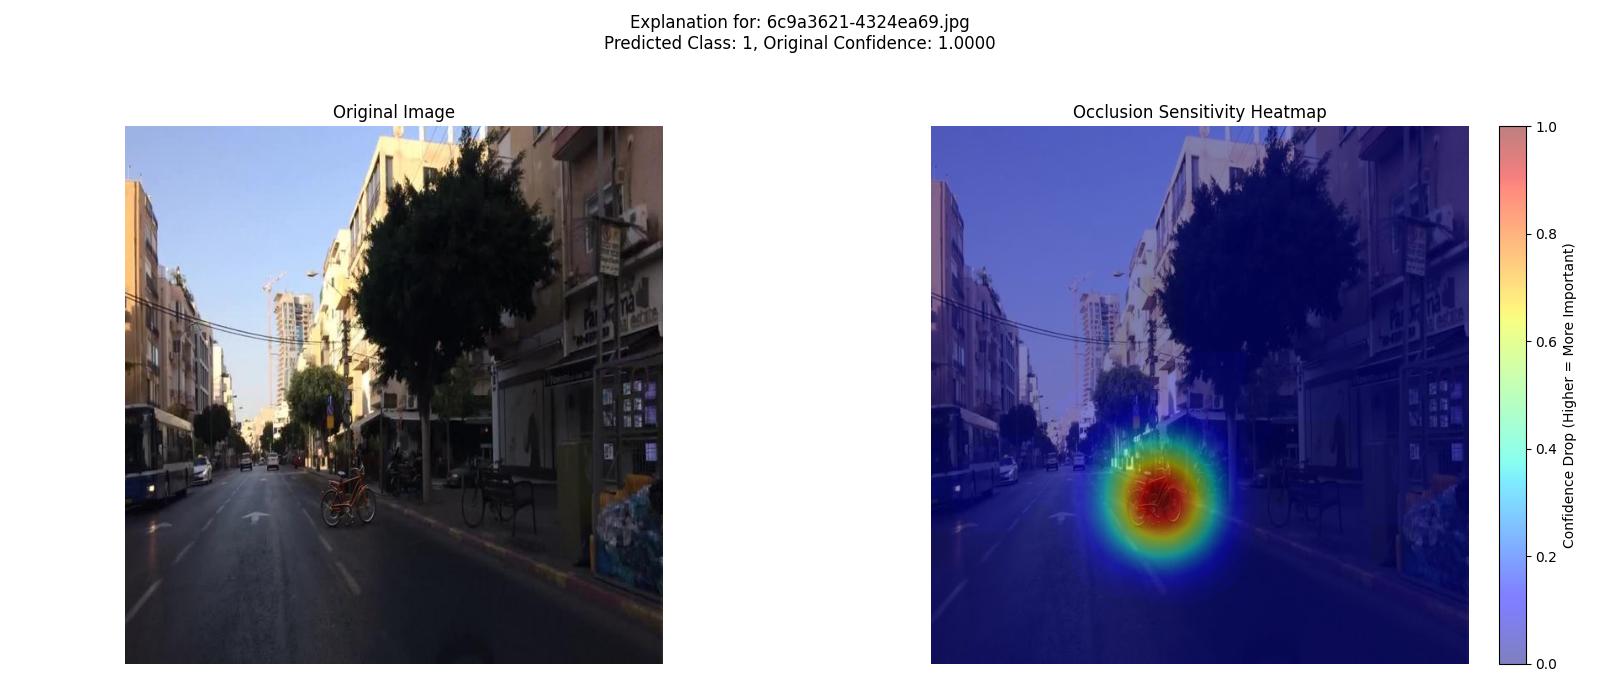 Explanation for: 6c9a3621-4324ea69.jpg
Predicted Class: 1, Original Confidence: 1.0000
Original Image
Occlusion Sensitivity Heatmap
1.0
0.8
0.6
0.4
0.2
0.0
Confidence Drop (Higher = More Important)